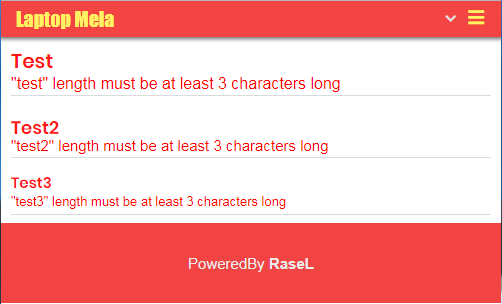 Laptop Mela
Test
"test" length must be at least 3 characters long
Test2
"test2" length must be at least 3 characters long
Test3
"test3" length must be at least 3 characters long
PoweredBy RaseL